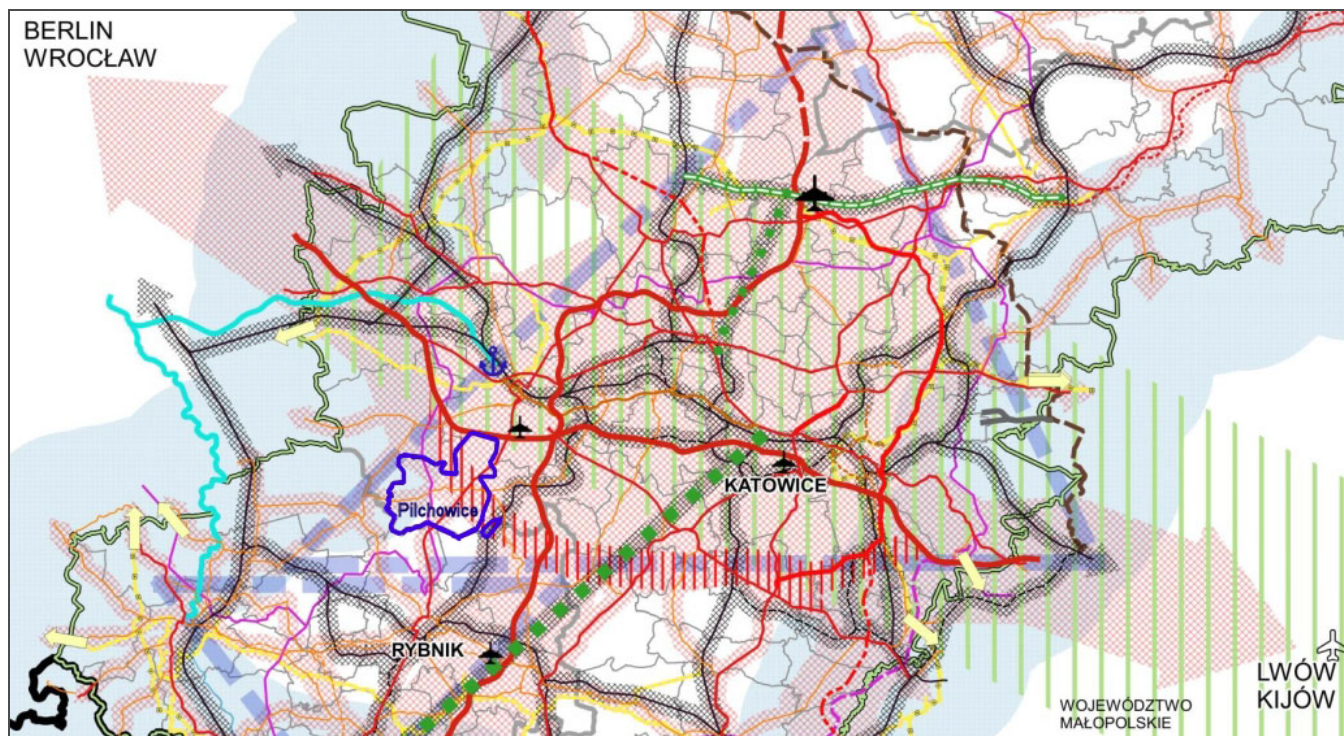 BERLIN
WROCŁAW
KATOWICE
Pilchowice
RYBNIK
LWÓW
KIJÓW
WOJEWÓDZTWO
MAŁOPOLSKIE